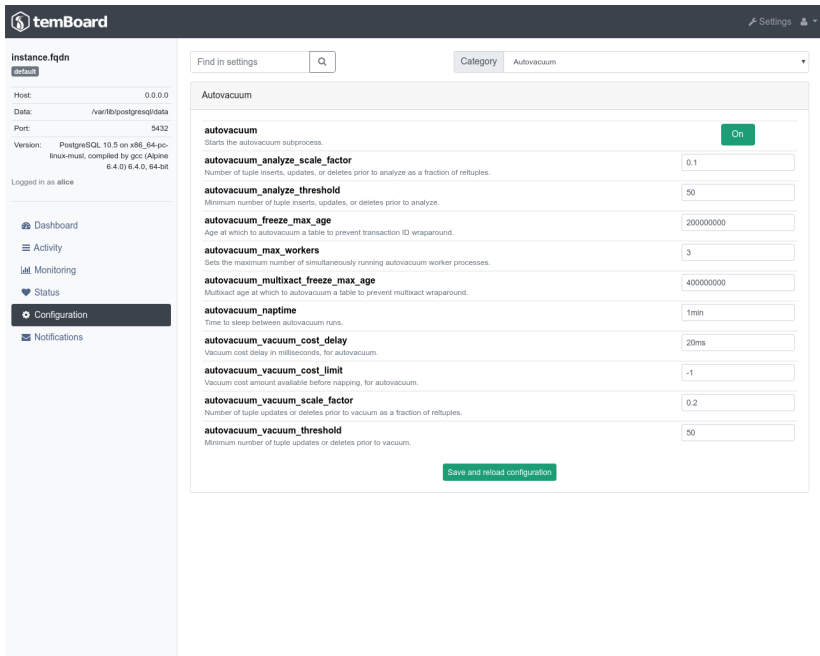 temBoard
Settings
instance.fqdn
default
Host: 0.0.0.0
Data: /var/lib/postgresql/data
Port: 5432
Version: PostgreSQL 10.5 on x86_64-pc-
linux-musl, compiled by gcc (Alpine
6.4.0) 6.4.0, 64-bit
Logged in as alice
Dashboard
Activity
Monitoring
Status
Configuration
Notifications
Find in settings
Category Autovacuum
Autovacuum
autovacuum
Starts the autovacuum subprocess.
On
autovacuum_analyze_scale_factor
Number of tuple inserts, updates, or deletes prior to analyze as a fraction of reltuples.
0.1
autovacuum_analyze_threshold
Minimum number of tuple inserts, updates, or deletes prior to analyze.
50
autovacuum_freeze_max_age
Age at which to autovacuum a table to prevent transaction ID wraparound.
200000000
autovacuum_max_workers
Sets the maximum number of simultaneously running autovacuum worker processes.
3
autovacuum_multixact_freeze_max_age
Multixact age at which to autovacuum a table to prevent multixact wraparound.
400000000
autovacuum_naptime
Time to sleep between autovacuum runs.
1min
autovacuum_vacuum_cost_delay
Vacuum cost delay in milliseconds, for autovacuum.
20ms
autovacuum_vacuum_cost_limit
Vacuum cost amount available before napping, for autovacuum.
-1
autovacuum_vacuum_scale_factor
Number of tuple updates or deletes prior to vacuum as a fraction of reltuples.
0.2
autovacuum_vacuum_threshold
Minimum number of tuple updates or deletes prior to vacuum.
50
Save and reload configuration